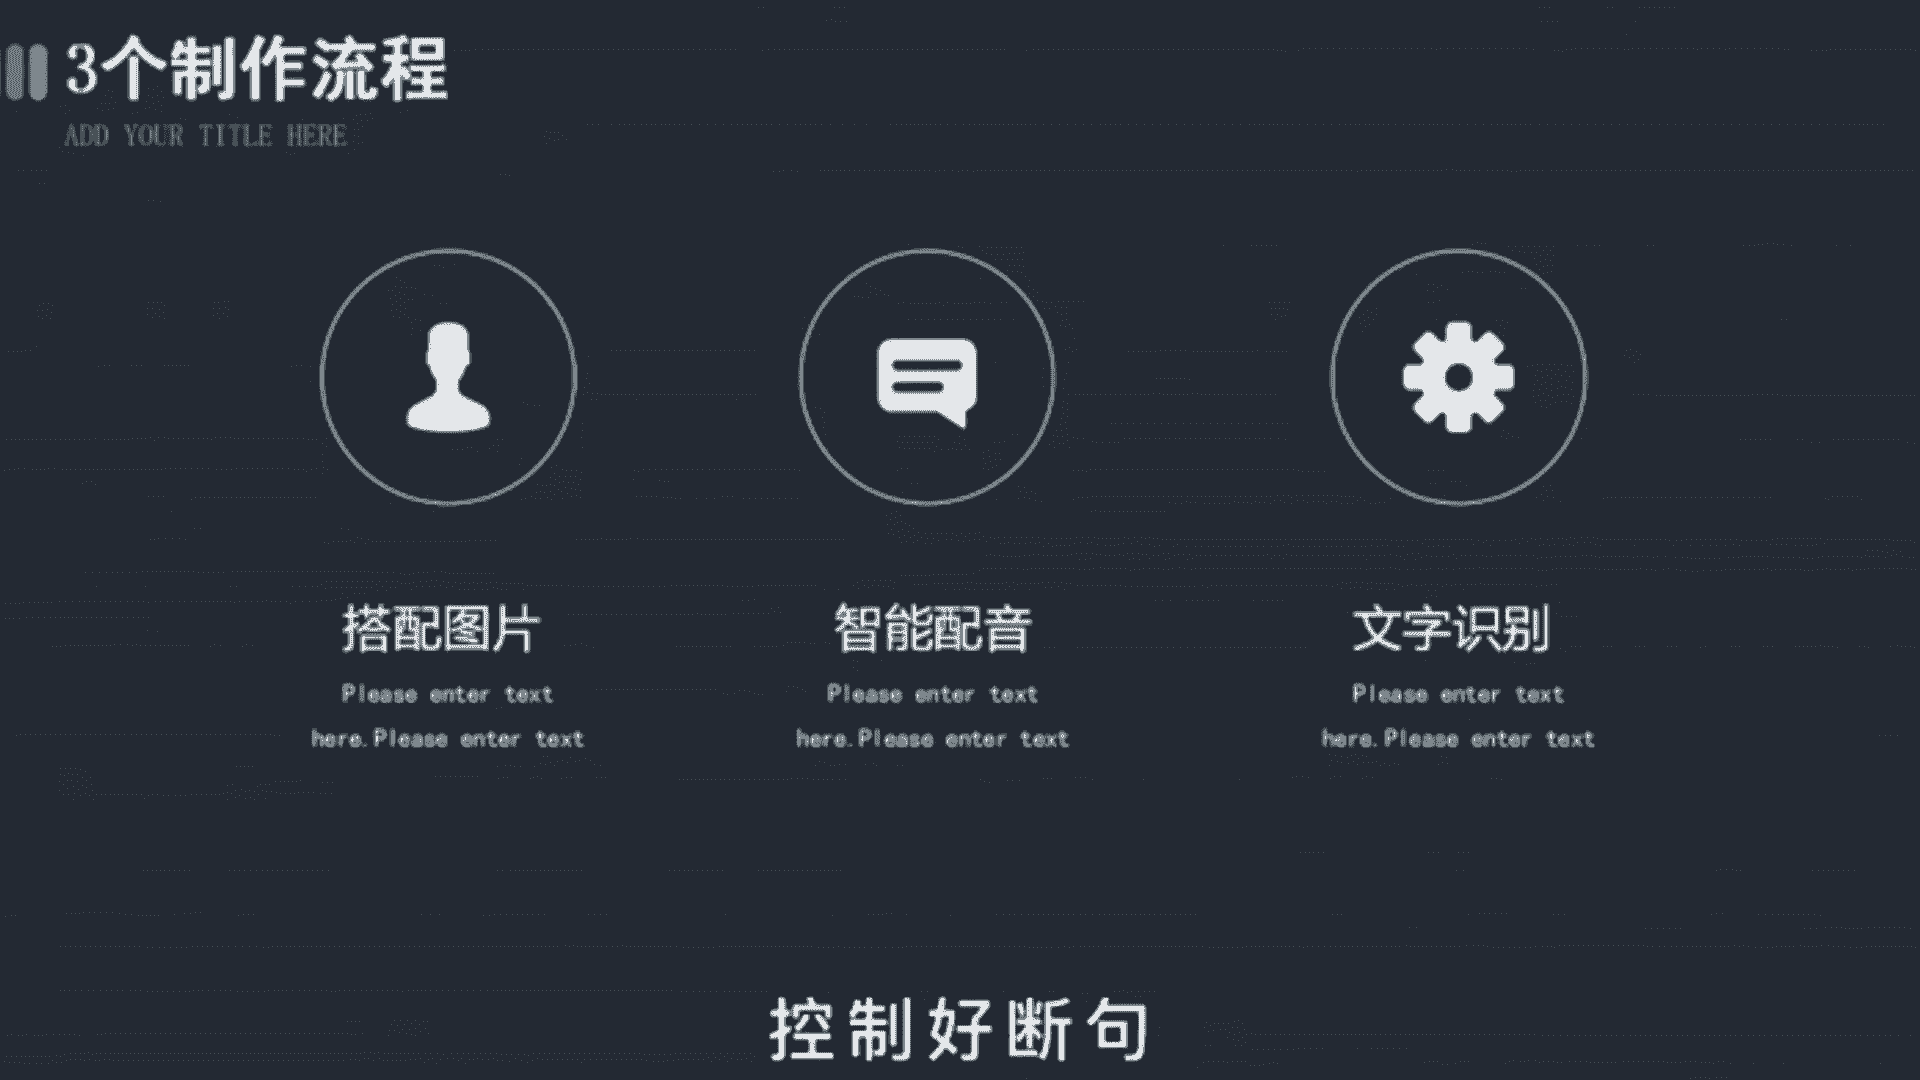 3个制作流程
ADD YOUR TITLE HERE
搭配图片
Please enter text
here.Please enter text
智能配音
Please enter text
here.Please enter text
文字识别
Please enter text
here.Please enter text
控制好断句